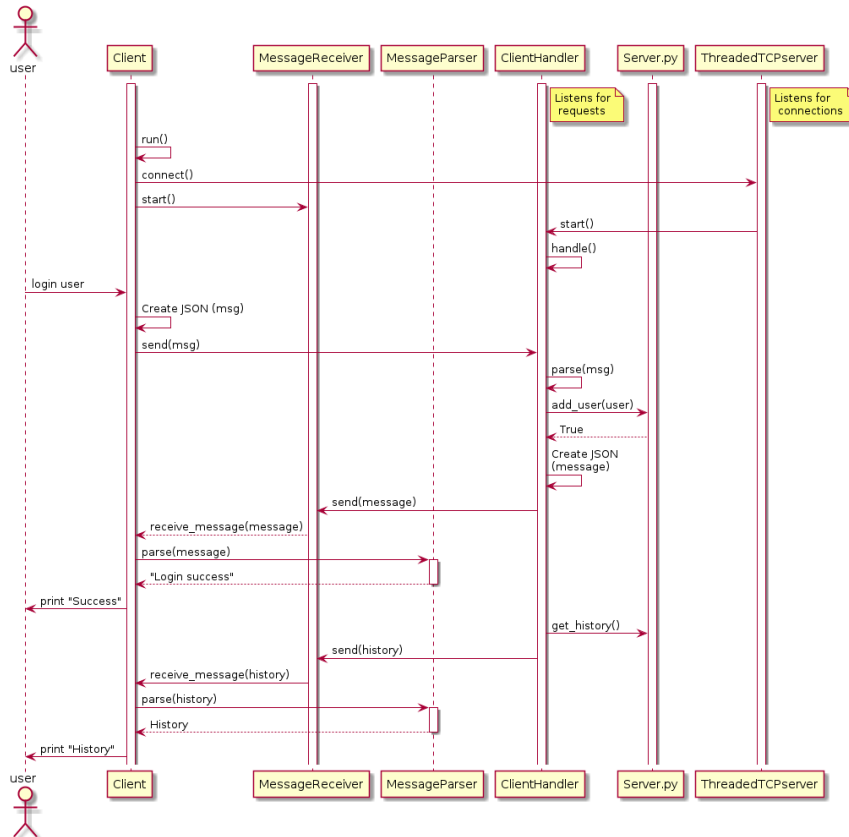 user
Client
MessageReceiver
MessageParser
ClientHandler
Server.py
ThreadedTCPserver
Listens for
requests
Listens for
connections
run()
connect()
start()
start()
handle()
login user
Create JSON (msg)
send(msg)
parse(msg)
add_user(user)
True
Create JSON
(message)
send(message)
receive_message(message)
parse(message)
"Login success"
print "Success"
get_history()
send(history)
receive_message(history)
parse(history)
History
print "History"
user
Client
MessageReceiver
MessageParser
ClientHandler
Server.py
ThreadedTCPserver